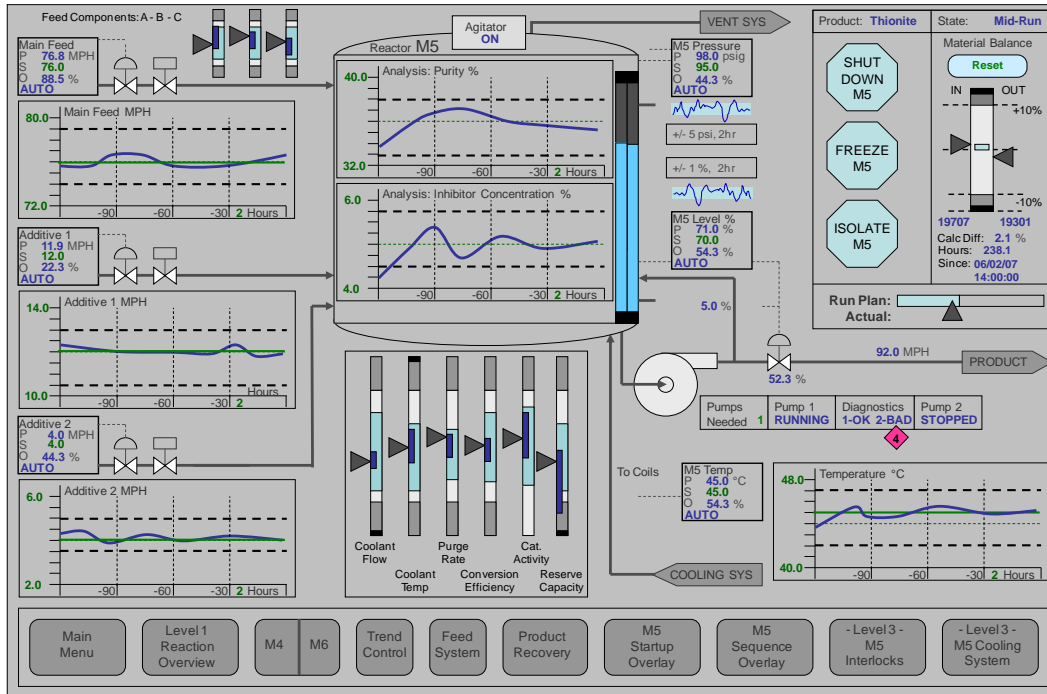 Feed Components: A - B - C
Main Feed
P 76.8 MPH
S 76.0
O 88.5 %
AUTO
Main Feed MPH
80.0
72.0
-90 -60 -30 2 Hours
Additive 1
P 11.9 MPH
S 12.0
O 22.3 %
AUTO
Additive 1 MPH
14.0
10.0
Hours
-90 -60 -30 2
Additive 2
P 4.0 MPH
S 4.0
O 44.3 %
AUTO
Additive 2 MPH
6.0
2.0
-90 -60 -30 2 Hours
Reactor M5
Agitator
ON
40.0
Analysis: Purity %
32.0
-90 -60 -30 2 Hours
6.0
Analysis: Inhibitor Concentration %
4.0
-90 -60 -30 2 Hours
Coolant
Flow
Coolant
Temp
Purge
Rate
Conversion
Efficiency
Cat.
Activity
Reserve
Capacity
VENT SYS
M5 Pressure
P 98.0 psig
S 95.0
O 44.3 %
AUTO
+/- 5 psi, 2hr
+/- 1 %, 2hr
M5 Level %
P 71.0 %
S 70.0
O 54.3 %
AUTO
5.0 %
52.3 %
92.0 MPH
PRODUCT
Pumps
Needed 1
Pump 1
RUNNING
Diagnostics
1-OK 2-BAD
Pump 2
STOPPED
4
To Coils
M5 Temp
P 45.0 °C
S 45.0
O 54.3 %
AUTO
COOLING SYS
48.0
Temperature °C
40.0
-90 -60 -30 2 Hours
Product: Thionite
State: Mid-Run
SHUT
DOWN
M5
FREEZE
M5
ISOLATE
M5
Material Balance
Reset
IN OUT
+10%
-10%
19707 19301
Calc Diff: 2.1 %
Hours: 238.1
Since: 06/02/07
14:00:00
Run Plan:
Actual:
Main
Menu
Level 1
Reaction
Overview
M4 M6
Trend
Control
Feed
System
Product
Recovery
M5
Startup
Overlay
M5
Sequence
Overlay
- Level 3 -
M5
Interlocks
- Level 3 -
M5 Cooling
System